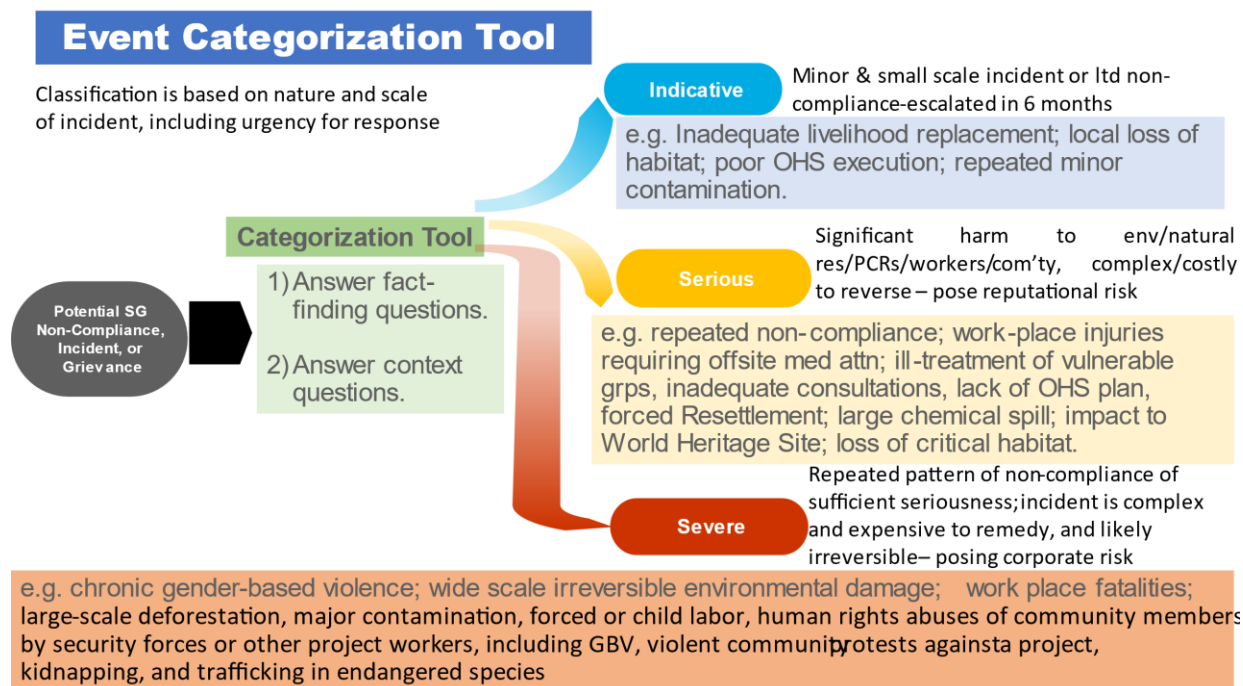 Event Categorization Tool
Classification is based on nature and scale
of incident, including urgency for response
Indicative
Minor & small scale incident or ltd non-
compliance-escalated in 6 months
e.g. Inadequate livelihood replacement; local loss of
habitat; poor OHS execution; repeated minor
contamination.
Categorization Tool
1) Answer fact-
finding questions.
2) Answer context
questions.
Potential SG
Non-Compliance,
Incident, or
Grievance
Serious
Significant harm to env/natural
res/PCRs/workers/com'ty, complex/costly
to reverse – pose reputational risk
e.g. repeated non-compliance; work-place injuries
requiring offsite med attn; ill-treatment of vulnerable
grps, inadequate consultations, lack of OHS plan,
forced Resettlement; large chemical spill; impact to
World Heritage Site; loss of critical habitat.
Severe
Repeated pattern of non-compliance of
sufficient seriousness; incident is complex
and expensive to remedy, and likely
irreversible– posing corporate risk
e.g. chronic gender-based violence; wide scale irreversible environmental damage; work place fatalities;
large-scale deforestation, major contamination, forced or child labor, human rights abuses of community members
by security forces or other project workers, including GBV, violent community protests againsta project,
kidnapping, and trafficking in endangered species